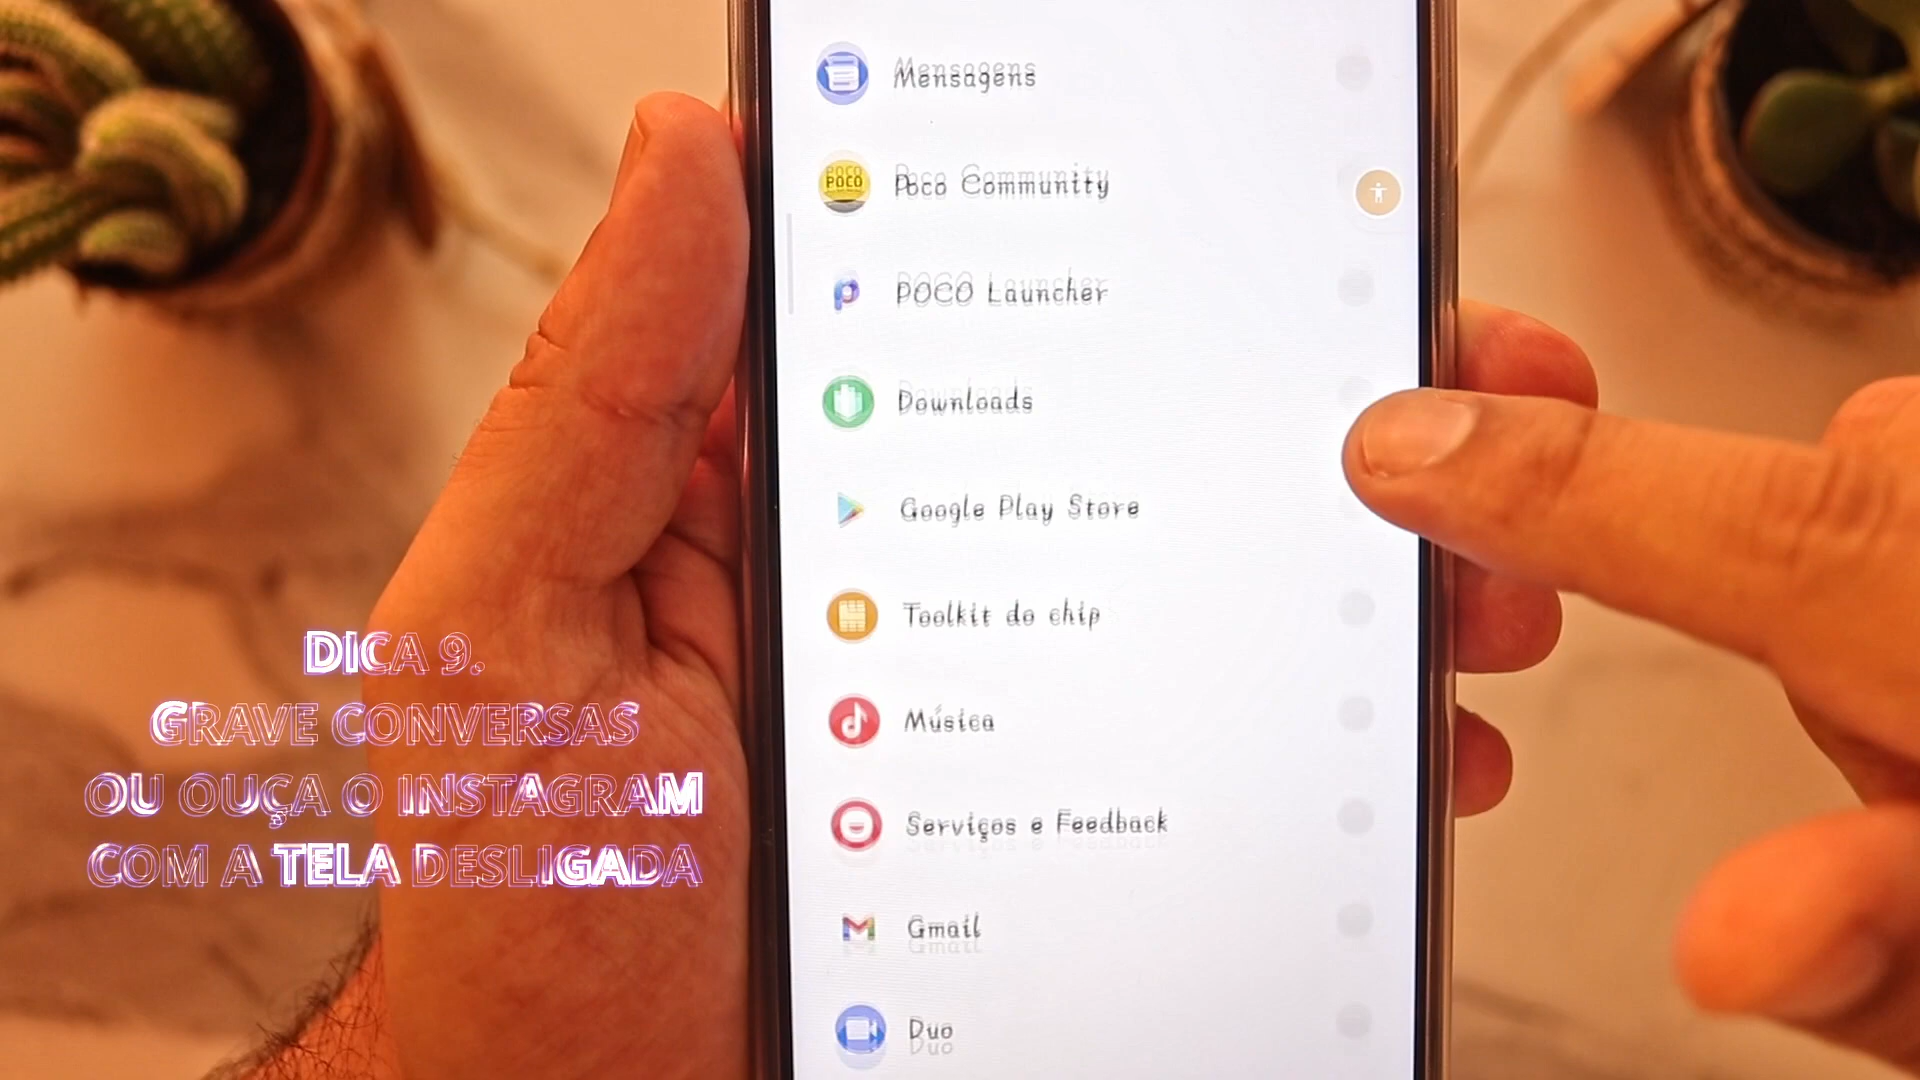 Mensagens
POCO
Poco Community
POCO Launcher
Downloads
Google Play Store
Toolkit do chip
Música
Serviços e Feedback
Gmail
Duo
DICA 9.
GRAVE CONVERSAS
OU OUÇA O INSTAGRAM
COM A TELA DESLIGADA